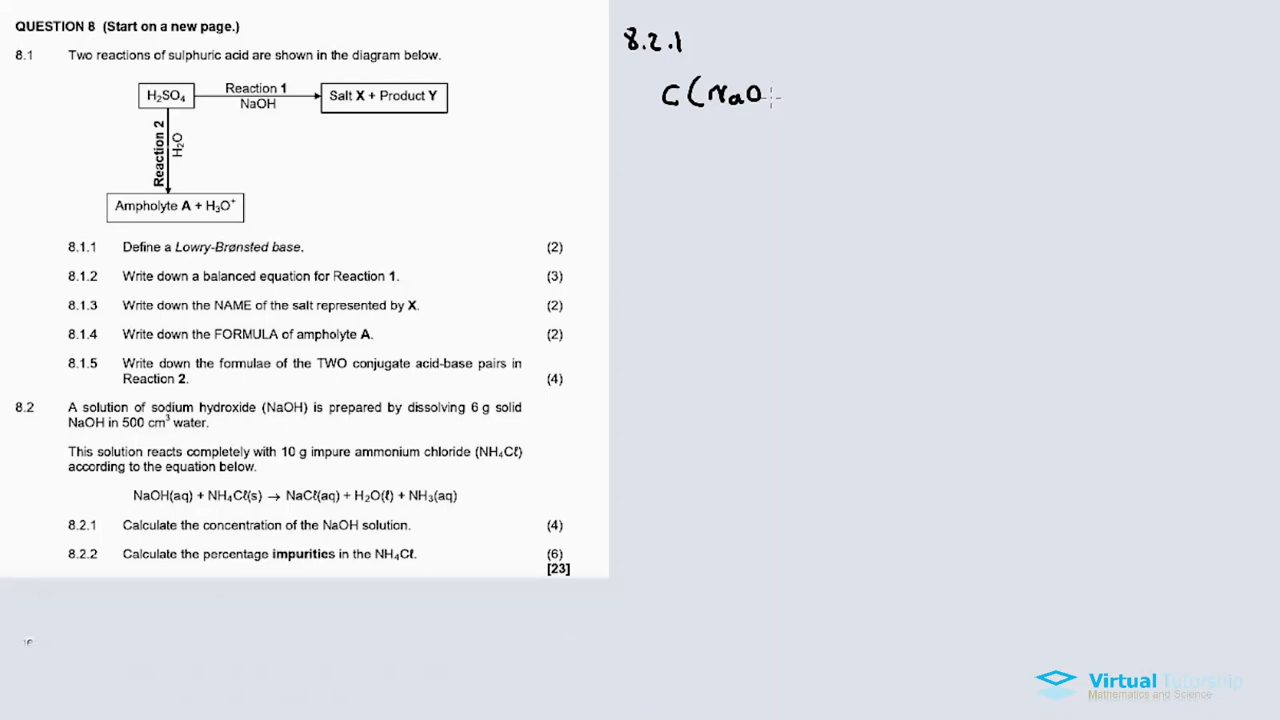 QUESTION 8 (Start on a new page.)
8.1 Two reactions of sulphuric acid are shown in the diagram below.
H₂SO₄
Reaction 1
NaOH
Salt X + Product Y
Reaction 2
H₂O
Ampholyte A + H₃O⁺
8.1.1 Define a Lowry-Brønsted base. (2)
8.1.2 Write down a balanced equation for Reaction 1. (3)
8.1.3 Write down the NAME of the salt represented by X. (2)
8.1.4 Write down the FORMULA of ampholyte A. (2)
8.1.5 Write down the formulae of the TWO conjugate acid-base pairs in
Reaction 2. (4)
8.2 A solution of sodium hydroxide (NaOH) is prepared by dissolving 6 g solid
NaOH in 500 cm³ water.
This solution reacts completely with 10 g impure ammonium chloride (NH₄Cℓ)
according to the equation below.
NaOH(aq) + NH₄Cℓ(s) → NaCℓ(aq) + H₂O(ℓ) + NH₃(aq)
8.2.1 Calculate the concentration of the NaOH solution. (4)
8.2.2 Calculate the percentage impurities in the NH₄Cℓ. (6)
[23]
8.2.1
C(NaO
Virtual Tutorship
Mathematics and Science